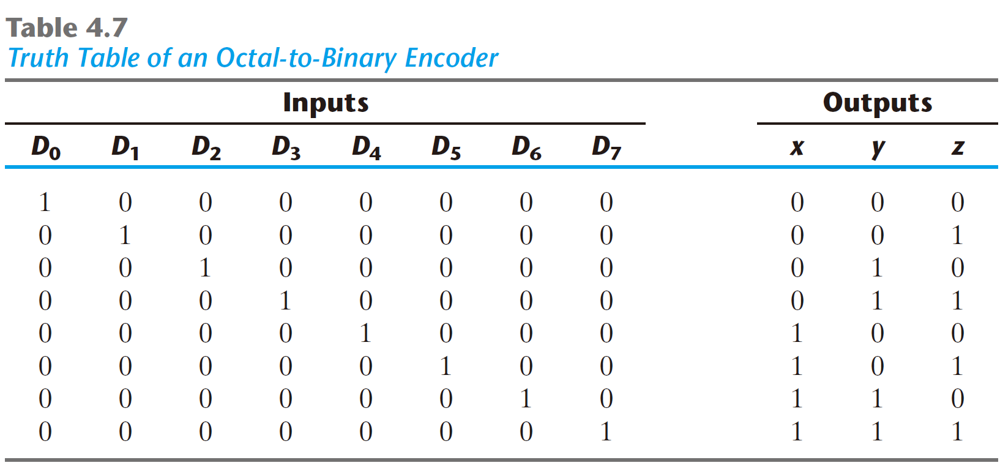 Table 4.7
Truth Table of an Octal-to-Binary Encoder
Inputs Outputs
D0 D1 D2 D3 D4 D5 D6 D7 x y z
1 0 0 0 0 0 0 0 0 0 0
0 1 0 0 0 0 0 0 0 0 1
0 0 1 0 0 0 0 0 0 1 0
0 0 0 1 0 0 0 0 0 1 1
0 0 0 0 1 0 0 0 1 0 0
0 0 0 0 0 1 0 0 1 0 1
0 0 0 0 0 0 1 0 1 1 0
0 0 0 0 0 0 0 1 1 1 1